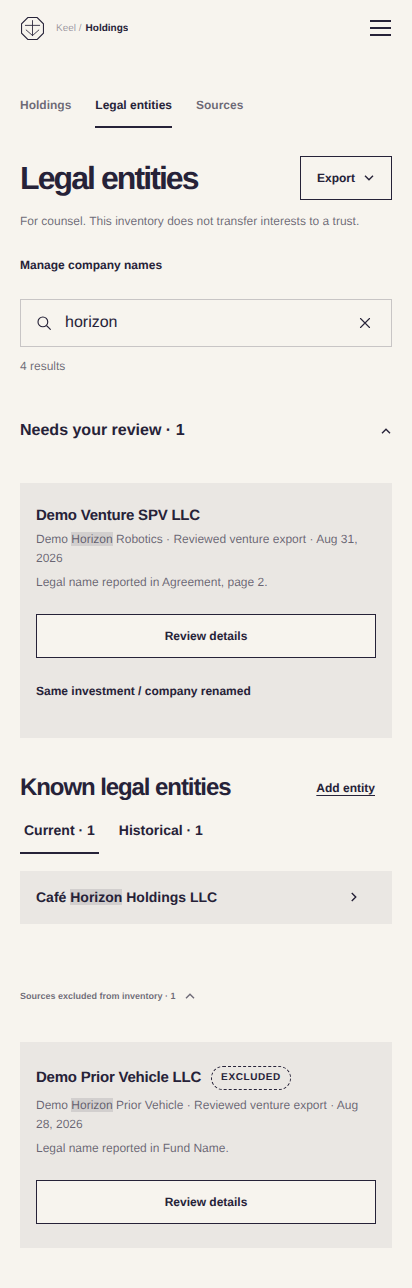 Keel / Holdings
Holdings Legal entities Sources
Legal entities
Export
For counsel. This inventory does not transfer interests to a trust.
Manage company names
horizon
4 results
Needs your review · 1
Demo Venture SPV LLC
Demo Horizon Robotics · Reviewed venture export · Aug 31,
2026
Legal name reported in Agreement, page 2.
Review details
Same investment / company renamed
Known legal entities
Add entity
Current · 1 Historical · 1
Café Horizon Holdings LLC
Sources excluded from inventory · 1
Demo Prior Vehicle LLC EXCLUDED
Demo Horizon Prior Vehicle · Reviewed venture export · Aug
28, 2026
Legal name reported in Fund Name.
Review details